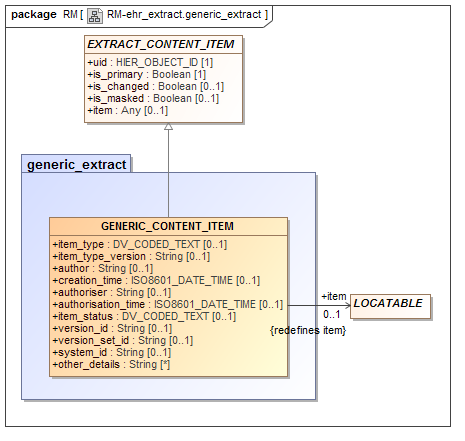 package RM [ RM-ehr_extract.generic_extract ]
EXTRACT_CONTENT_ITEM
+uid : HIER_OBJECT_ID [1]
+is_primary : Boolean [1]
+is_changed : Boolean [0..1]
+is_masked : Boolean [0..1]
+item : Any [0..1]
generic_extract
GENERIC_CONTENT_ITEM
+item_type : DV_CODED_TEXT [0..1]
+item_type_version : String [0..1]
+author : String [0..1]
+creation_time : ISO8601_DATE_TIME [0..1]
+authoriser : String [0..1]
+authorisation_time : ISO8601_DATE_TIME [0..1]
+item_status : DV_CODED_TEXT [0..1]
+version_id : String [0..1]
+version_set_id : String [0..1]
+system_id : String [0..1]
+other_details : String [*]
+item
0..1
{redefines item}
LOCATABLE